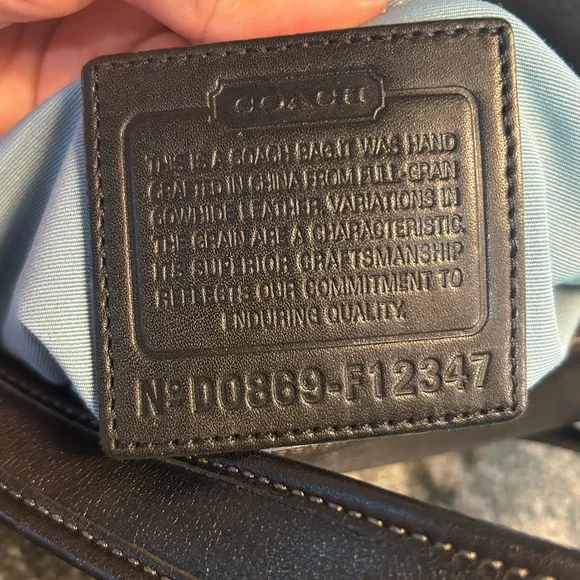 COACH
THIS IS A COACH BAG.IT WAS HAND
CRAFTED IN CHINA FROM FULL-GRAIN
COWHIDE LEATHER VARIATIONS IN
THE GRAIN ARE A CHARACTERISTIC.
ITS SUPERIOR CRAFTSMANSHIP
REFLECTS OUR COMMITMENT TO
ENDURING QUALITY.
Nº D0869-F12347